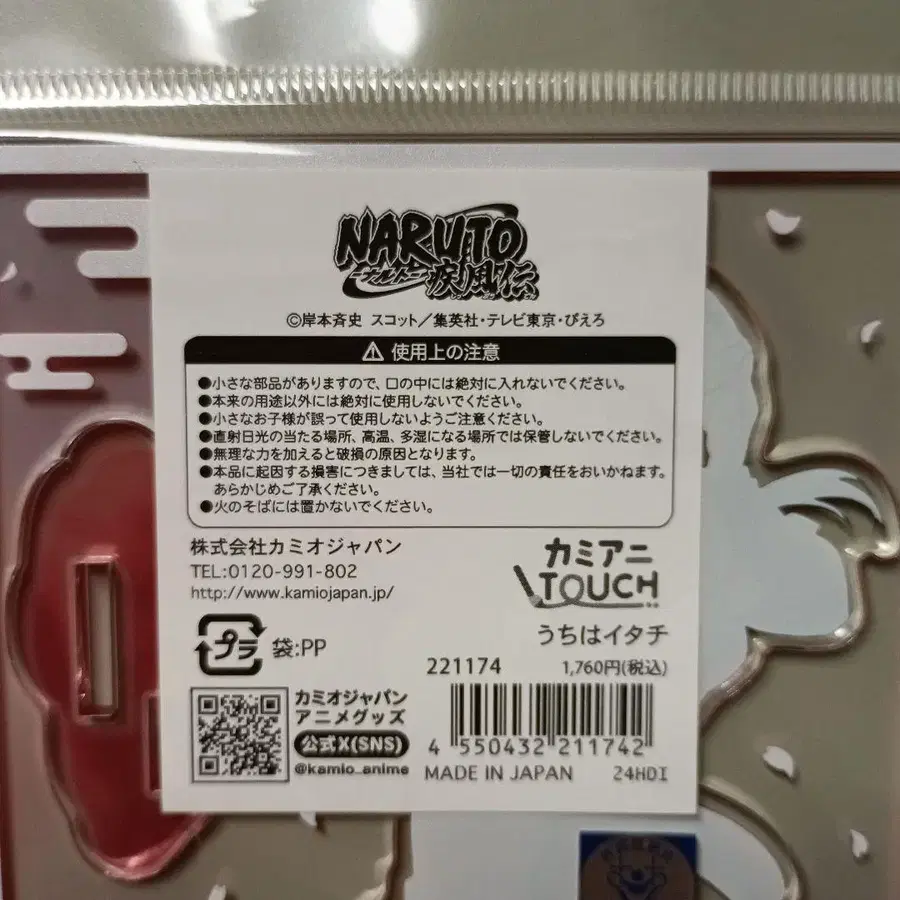 NARUTO
-ナルト-
疾風伝
©岸本斉史 スコット／集英社・テレビ東京・ぴえろ
⚠ 使用上の注意
●小さな部品がありますので、口の中には絶対に入れないでください。
●本来の用途以外には絶対に使用しないでください。
●小さなお子様が誤って使用しないようご注意ください。
●直射日光の当たる場所、高温、多湿になる場所では保管しないでください。
●無理な力を加えると破損の原因となります。
●本品に起因する損害につきましては、当社では一切の責任をおいかねます。
あらかじめご了承ください。
●火のそばには置かないでください。
株式会社カミオジャパン
TEL:0120-991-802
http://www.kamiojapan.jp/
カミアニ
TOUCH
うちはイタチ
プラ 袋:PP
221174 1,760円(税込)
カミオジャパン
アニメグッズ
公式X(SNS)
@kamio_anime
4 550432 211742
MADE IN JAPAN 24HDI